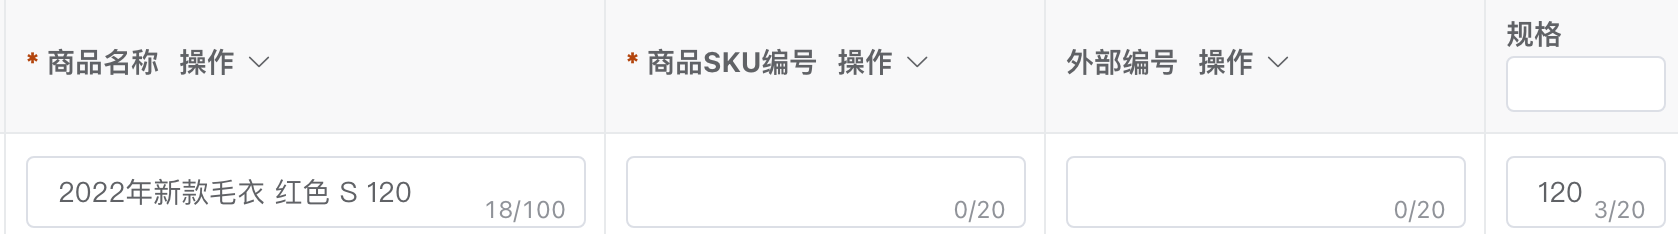 * 商品名称 操作
* 商品SKU编号 操作
外部编号 操作
规格
2022年新款毛衣 红色 S 120
18/100
0/20
0/20
120
3/20